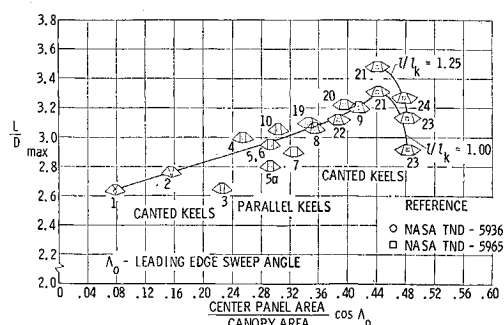 3.8
3.6
3.4
3.2
3.0
2.8
2.6
2.4
2.2
2.0
L/D max
21
l/l_k = 1.25
20
21
24
19
10
9
23
4
22
8
5,6
7
23
l/l_k = 1.00
2
5a
1
3
CANTED KEELS
CANTED KEELS
PARALLEL KEELS
REFERENCE
○ NASA TND - 5936
□ NASA TND - 5965
Λo - LEADING EDGE SWEEP ANGLE
0 .04 .08 .12 .16 .20 .24 .28 .32 .36 .40 .44 .48 .52 .56 .60
CENTER PANEL AREA
CANOPY AREA
cos Λo